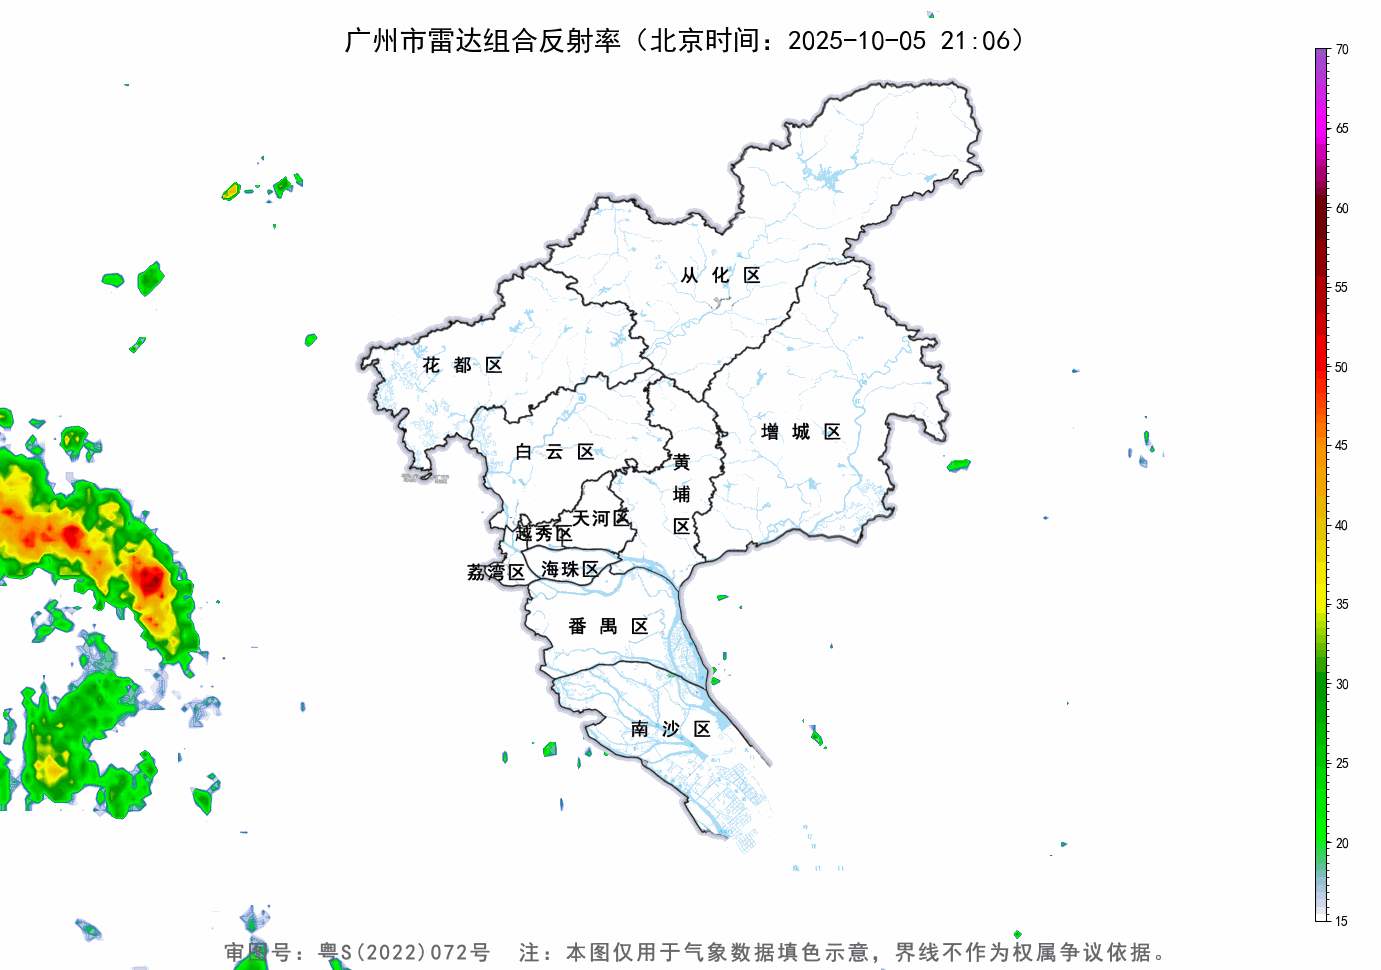 广州市雷达组合反射率（北京时间：2025-10-05 21:06）
70
65
60
55
50
45
40
35
30
25
20
15
从化区
花都区
增城区
白云区
黄埔区
天河区
越秀区
荔湾区
海珠区
番禺区
南沙区
审图号：粤S(2022)072号 注：本图仅用于气象数据填色示意，界线不作为权属争议依据。